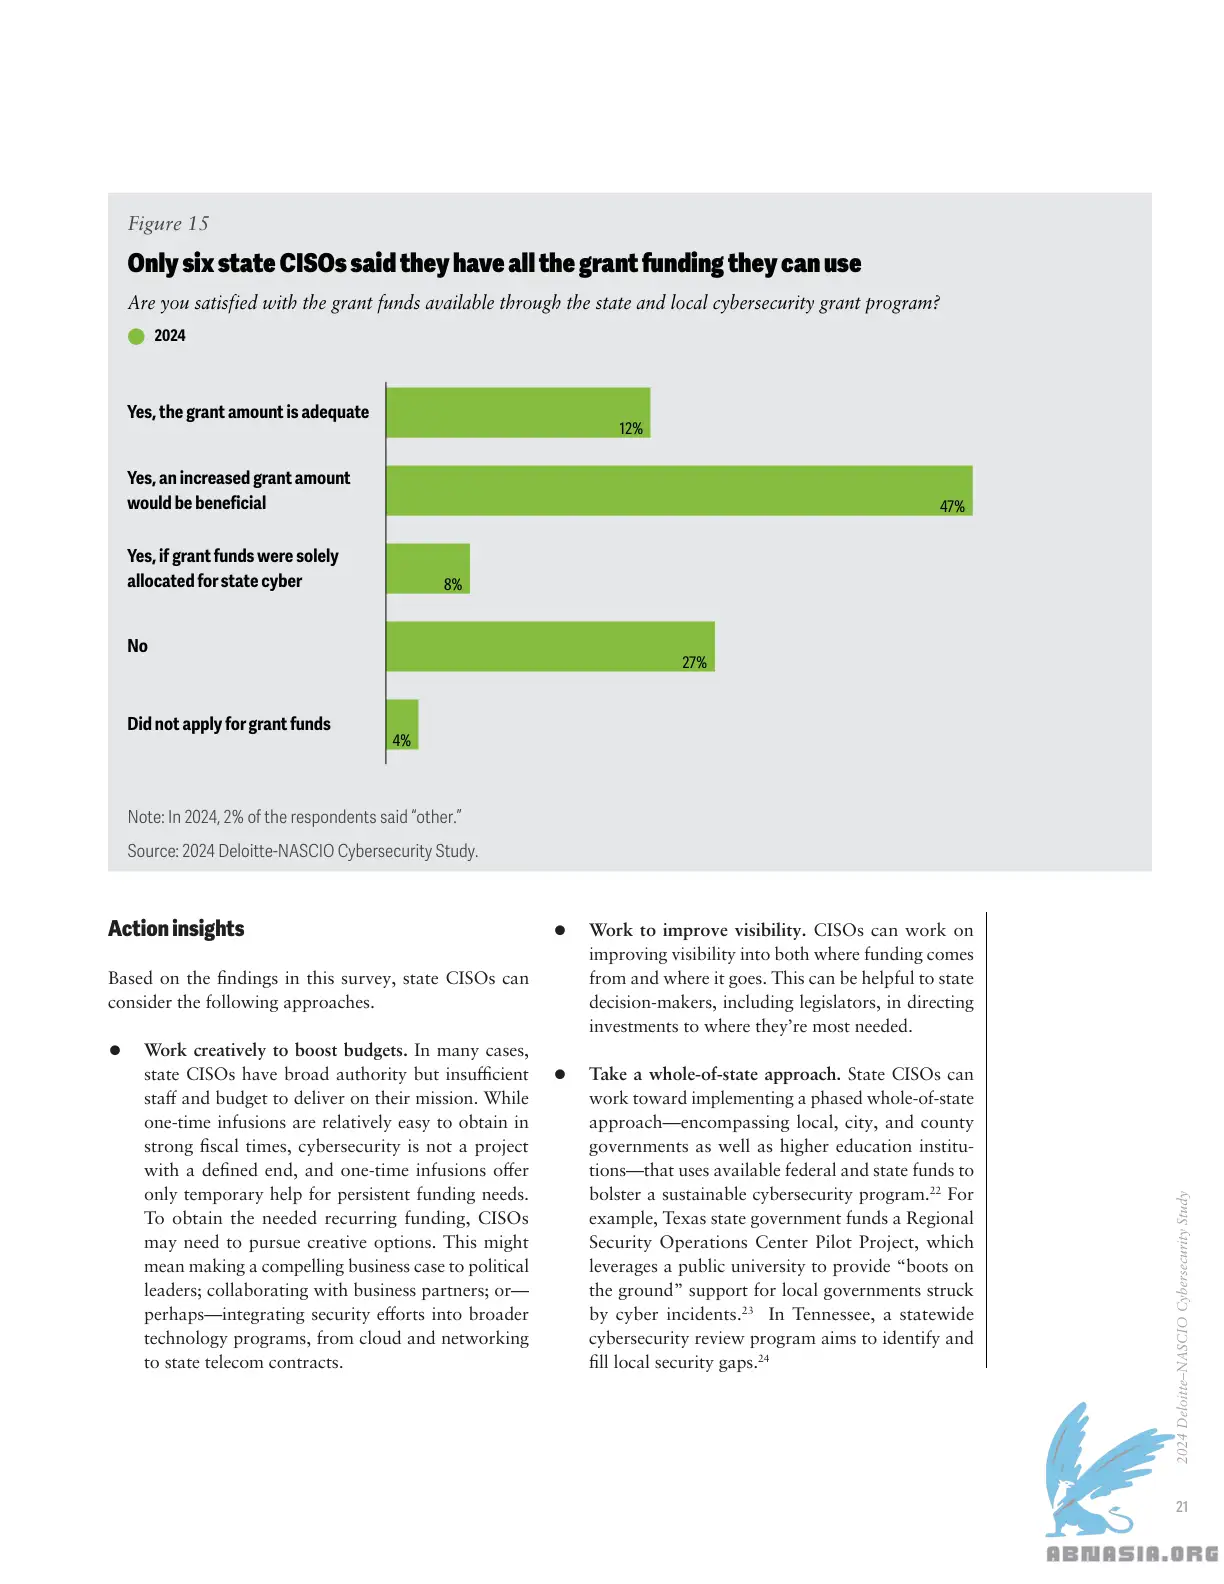 Figure 15
Only six state CISOs said they have all the grant funding they can use
Are you satisfied with the grant funds available through the state and local cybersecurity grant program?
2024
Yes, the grant amount is adequate
12%
Yes, an increased grant amount
would be beneficial
47%
Yes, if grant funds were solely
allocated for state cyber
8%
No
27%
Did not apply for grant funds
4%
Note: In 2024, 2% of the respondents said “other.”
Source: 2024 Deloitte-NASCIO Cybersecurity Study.
Action insights
Based on the findings in this survey, state CISOs can
consider the following approaches.
● Work creatively to boost budgets. In many cases,
state CISOs have broad authority but insufficient
staff and budget to deliver on their mission. While
one-time infusions are relatively easy to obtain in
strong fiscal times, cybersecurity is not a project
with a defined end, and one-time infusions offer
only temporary help for persistent funding needs.
To obtain the needed recurring funding, CISOs
may need to pursue creative options. This might
mean making a compelling business case to political
leaders; collaborating with business partners; or—
perhaps—integrating security efforts into broader
technology programs, from cloud and networking
to state telecom contracts.
● Work to improve visibility. CISOs can work on
improving visibility into both where funding comes
from and where it goes. This can be helpful to state
decision-makers, including legislators, in directing
investments to where they’re most needed.
● Take a whole-of-state approach. State CISOs can
work toward implementing a phased whole-of-state
approach—encompassing local, city, and county
governments as well as higher education institu-
tions—that uses available federal and state funds to
bolster a sustainable cybersecurity program.22 For
example, Texas state government funds a Regional
Security Operations Center Pilot Project, which
leverages a public university to provide “boots on
the ground” support for local governments struck
by cyber incidents.23 In Tennessee, a statewide
cybersecurity review program aims to identify and
fill local security gaps.24
2024 Deloitte–NASCIO Cybersecurity Study
21
ABNASIA.ORG